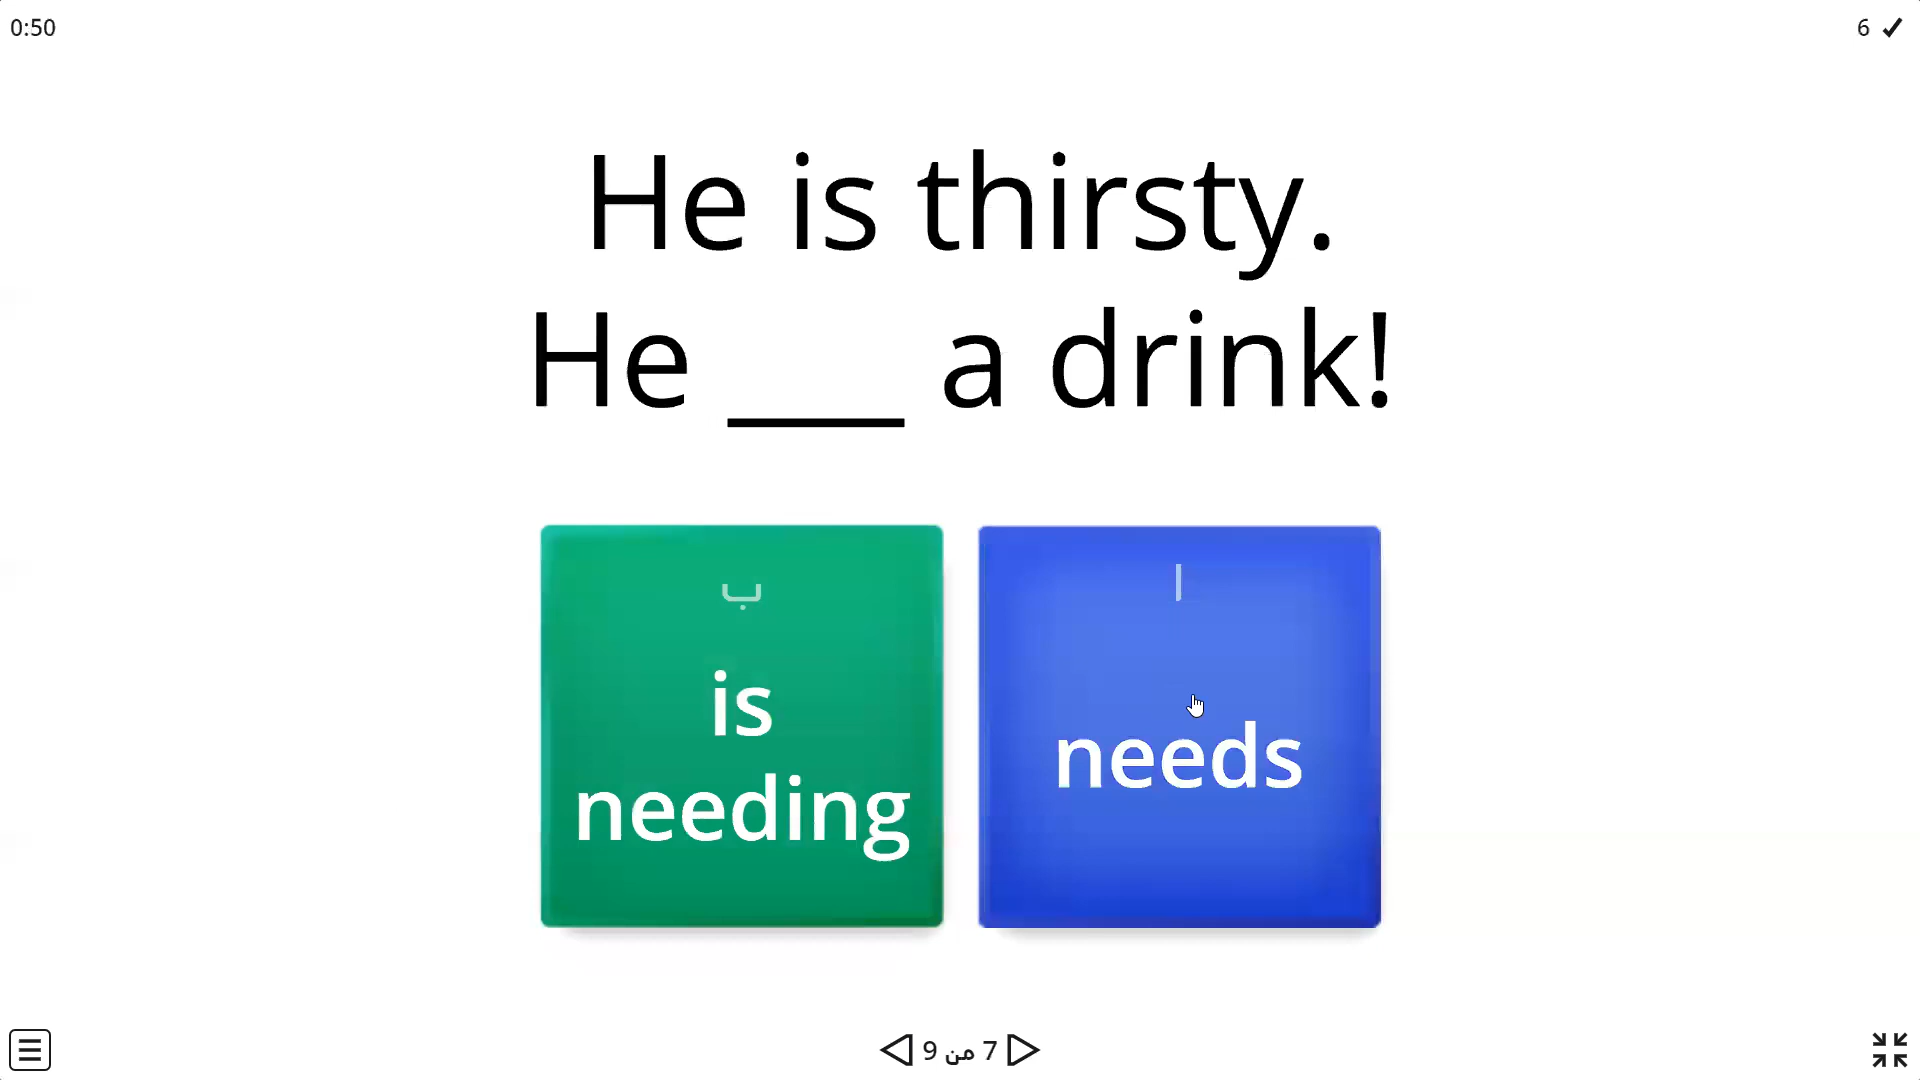 0:50
6
He is thirsty.
He ___ a drink!
ب
is
needing
ا
needs
7 من 9